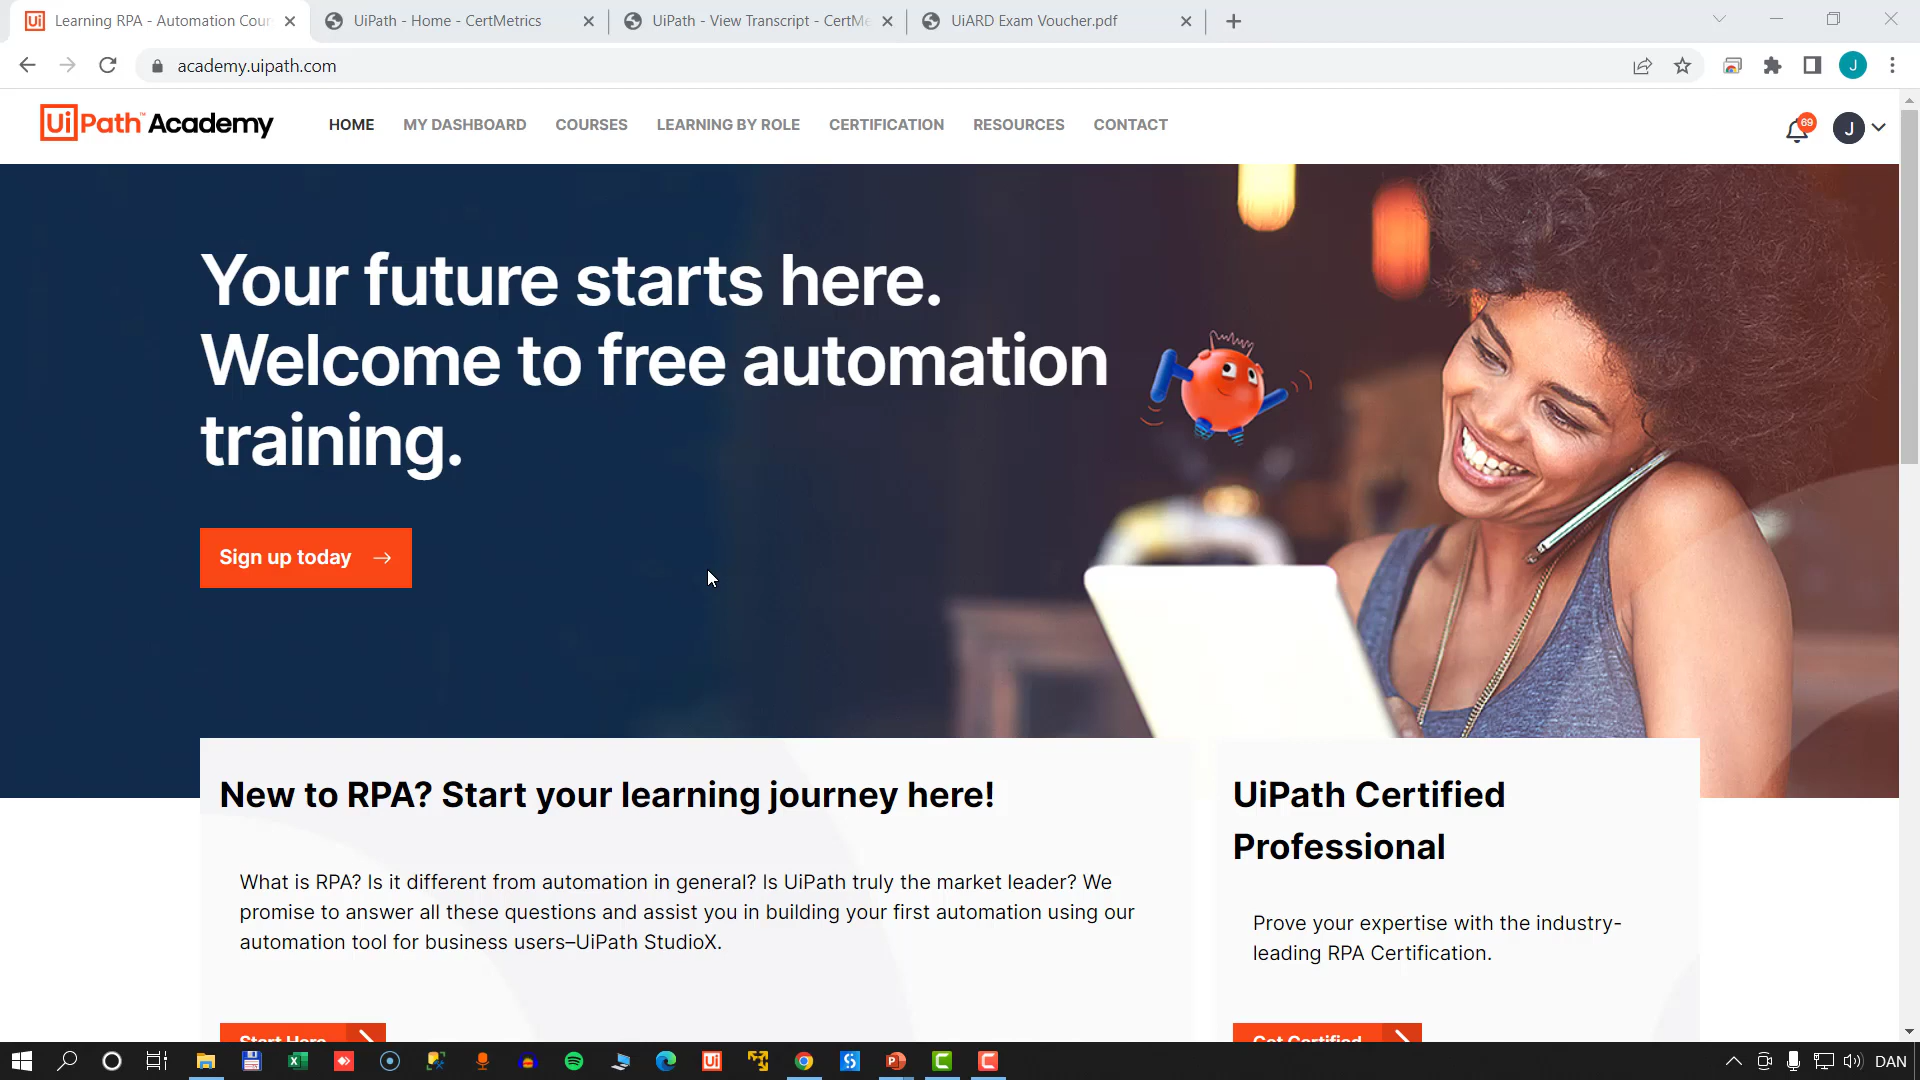 Learning RPA - Automation Cour
UiPath - Home - CertMetrics
UiPath - View Transcript - CertMe
UiARD Exam Voucher.pdf
academy.uipath.com
J
UiPath™ Academy
HOME
MY DASHBOARD
COURSES
LEARNING BY ROLE
CERTIFICATION
RESOURCES
CONTACT
69
J
Your future starts here.
Welcome to free automation
training.
Sign up today
New to RPA? Start your learning journey here!
What is RPA? Is it different from automation in general? Is UiPath truly the market leader? We
promise to answer all these questions and assist you in building your first automation using our
automation tool for business users–UiPath StudioX.
Start Here
UiPath Certified
Professional
Prove your expertise with the industry-
leading RPA Certification.
Get Certified
DAN